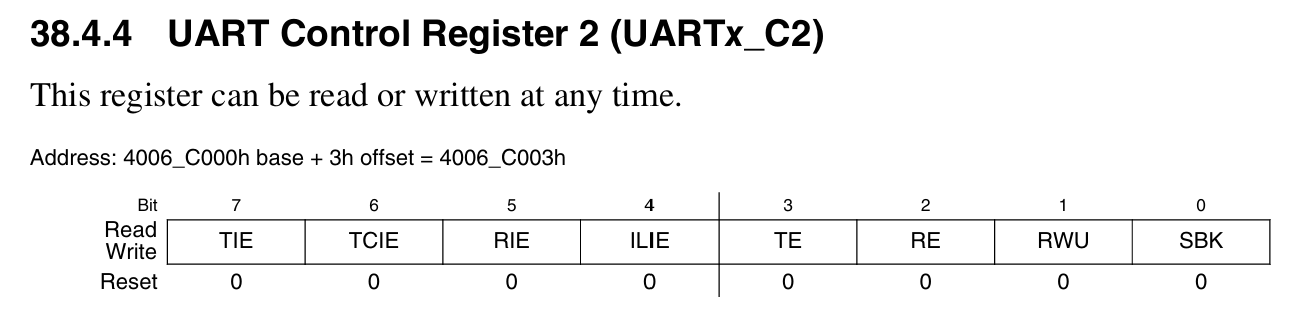 38.4.4 UART Control Register 2 (UARTx_C2)
This register can be read or written at any time.
Address: 4006_C000h base + 3h offset = 4006_C003h
Bit 7 6 5 4 3 2 1 0
Read
Write TIE TCIE RIE ILIE TE RE RWU SBK
Reset 0 0 0 0 0 0 0 0